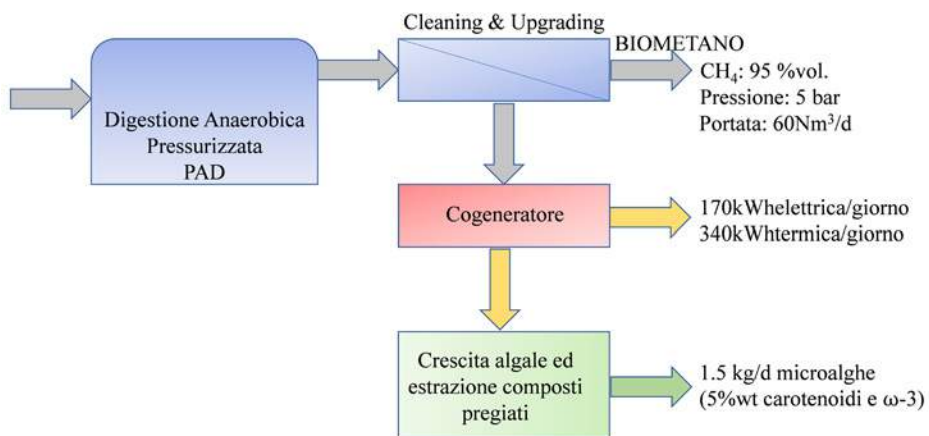 Cleaning & Upgrading
BIOMETANO
CH₄: 95 %vol.
Pressione: 5 bar
Portata: 60Nm³/d
Digestione Anaerobica
Pressurizzata
PAD
Cogeneratore
170kWhelettrica/giorno
340kWhtermica/giorno
Crescita algale ed
estrazione composti
pregiati
1.5 kg/d microalghe
(5%wt carotenoidi e ω-3)